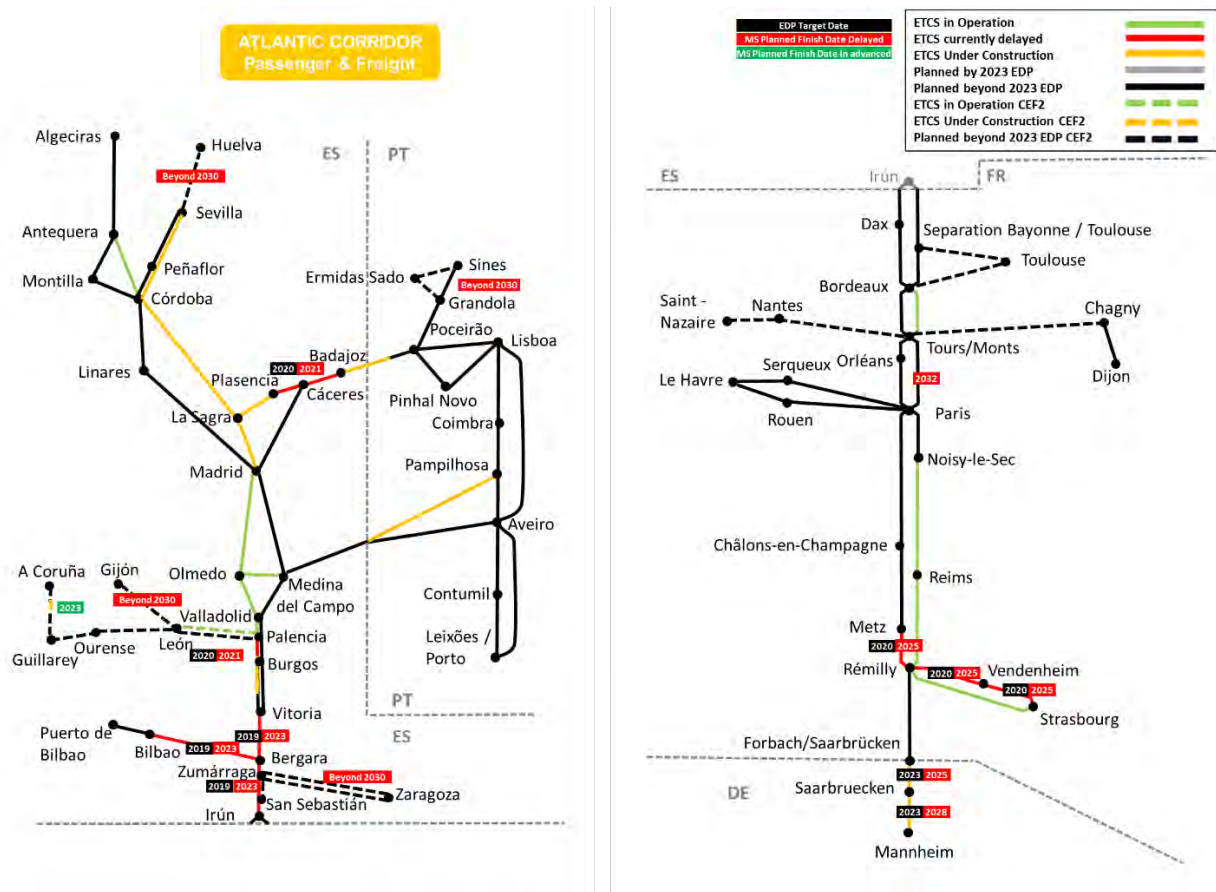 ATLANTIC CORRIDOR
Passenger & Freight
EDP Target Date
MS Planned Finish Date Delayed
MS Planned Finish Date In advanced
ETCS in Operation
ETCS currently delayed
ETCS Under Construction
Planned by 2023 EDP
Planned beyond 2023 EDP
ETCS in Operation CEF2
ETCS Under Construction CEF2
Planned beyond 2023 EDP CEF2
Algeciras
Huelva
ES
PT
Beyond 2030
Sevilla
Antequera
Peñaflor
Montilla
Córdoba
Ermidas Sado
Sines
Beyond 2030
Grandola
Poceirão
Lisboa
Badajoz
2020 2021
Linares
Plasencia
Cáceres
Pinhal Novo
La Sagra
Coimbra
Madrid
Pampilhosa
Aveiro
A Coruña
Gijón
Olmedo
Medina
del Campo
Beyond 2030
2023
Valladolid
Contumil
Guillarey
Ourense
León
Palencia
2020 2021
Burgos
Leixões /
Porto
PT
ES
Vitoria
Puerto de
Bilbao
Bilbao
2019 2023
2019 2023
Bergara
Zumárraga
Beyond 2030
2019 2023
San Sebastián
Zaragoza
Irún
ES
Irún
FR
Dax
Separation Bayonne / Toulouse
Toulouse
Bordeaux
Saint -
Nazaire
Nantes
Chagny
Tours/Monts
Orléans
Serqueux
Le Havre
2032
Dijon
Rouen
Paris
Noisy-le-Sec
Châlons-en-Champagne
Reims
Metz
2020 2025
Rémilly
2020 2025
Vendenheim
2020 2025
Strasbourg
Forbach/Saarbrücken
DE
2023 2025
Saarbruecken
2023 2028
Mannheim